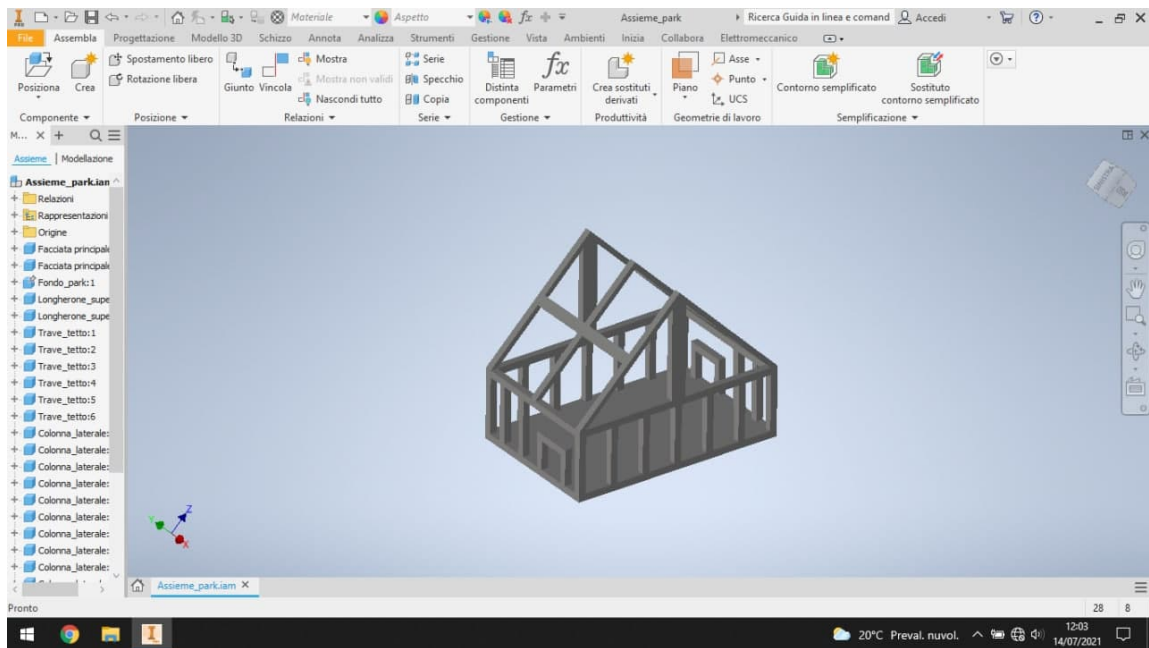 PRO
Materiale
Aspetto
fx
Assieme_park
Ricerca Guida in linea e comand
Accedi
File Assembla Progettazione Modello 3D Schizzo Annota Analizza Strumenti Gestione Vista Ambienti Inizia Collabora Elettromeccanico
Posiziona
Crea
Componente
Spostamento libero
Rotazione libera
Posizione
Giunto
Vincola
Mostra
Mostra non validi
Nascondi tutto
Relazioni
Serie
Specchio
Copia
Serie
Distinta
componenti
fx
Parametri
Gestione
Crea sostituti
derivati
Produttività
Piano
Asse
Punto
UCS
Geometrie di lavoro
Contorno semplificato
Sostituto
contorno semplificato
Semplificazione
M... × +
Assieme | Modellazione
Assieme_park.ian
Relazioni
Rappresentazioni
Origine
Facciata principale
Facciata principale
Fondo_park:1
Longherone_supe
Longherone_supe
Trave_tetto:1
Trave_tetto:2
Trave_tetto:3
Trave_tetto:4
Trave_tetto:5
Trave_tetto:6
Colonna_laterale:
Colonna_laterale:
Colonna_laterale:
Colonna_laterale:
Colonna_laterale:
Colonna_laterale:
Colonna_laterale:
Colonna_laterale:
Colonna_laterale:
Z
Y
X
Assieme_park.iam ×
Pronto
28 8
20°C Preval. nuvol.
12:03
14/07/2021